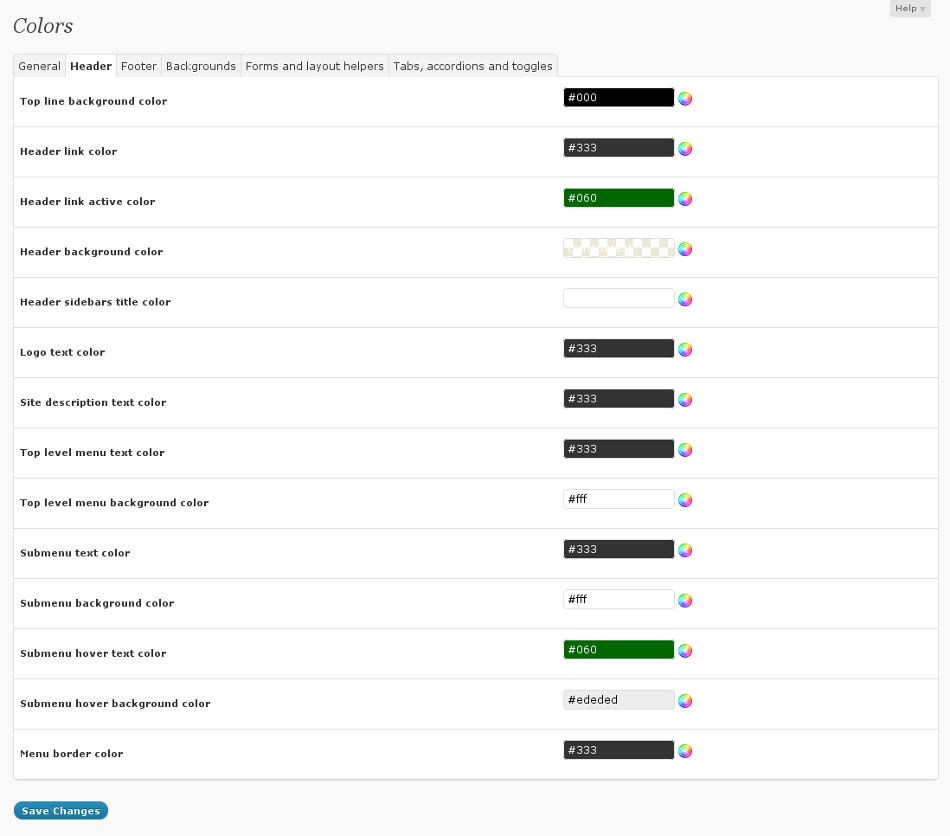 Help
Colors
General Header Footer Backgrounds Forms and layout helpers Tabs, accordions and toggles
Top line background color #000
Header link color #333
Header link active color #060
Header background color
Header sidebars title color
Logo text color #333
Site description text color #333
Top level menu text color #333
Top level menu background color #fff
Submenu text color #333
Submenu background color #fff
Submenu hover text color #060
Submenu hover background color #ededed
Menu border color #333
Save Changes